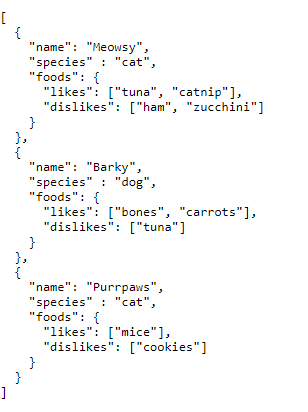 [
  {
    "name": "Meowsy",
    "species" : "cat",
    "foods": {
      "likes": ["tuna", "catnip"],
      "dislikes": ["ham", "zucchini"]
    }
  },
  {
    "name": "Barky",
    "species" : "dog",
    "foods": {
      "likes": ["bones", "carrots"],
      "dislikes": ["tuna"]
    }
  },
  {
    "name": "Purrpaws",
    "species" : "cat",
    "foods": {
      "likes": ["mice"],
      "dislikes": ["cookies"]
    }
  }
]